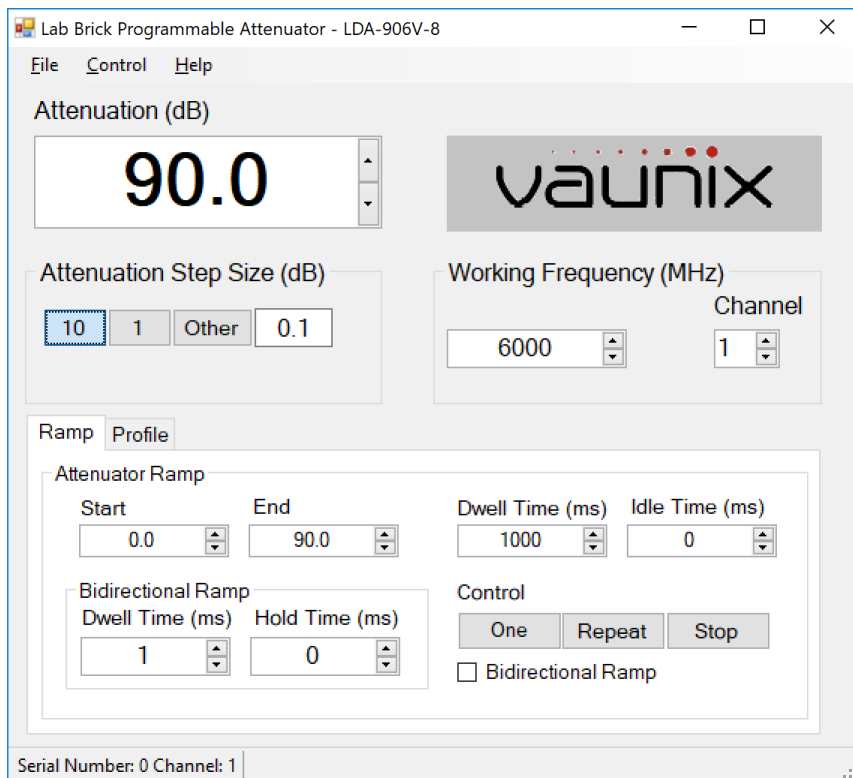 Lab Brick Programmable Attenuator - LDA-906V-8
File Control Help
Attenuation (dB)
90.0
vaunix
Attenuation Step Size (dB)
10 1 Other 0.1
Working Frequency (MHz)
Channel
6000 1
Ramp Profile
Attenuator Ramp
Start End Dwell Time (ms) Idle Time (ms)
0.0 90.0 1000 0
Bidirectional Ramp
Dwell Time (ms) Hold Time (ms)
1 0
Control
One Repeat Stop
Bidirectional Ramp
Serial Number: 0 Channel: 1